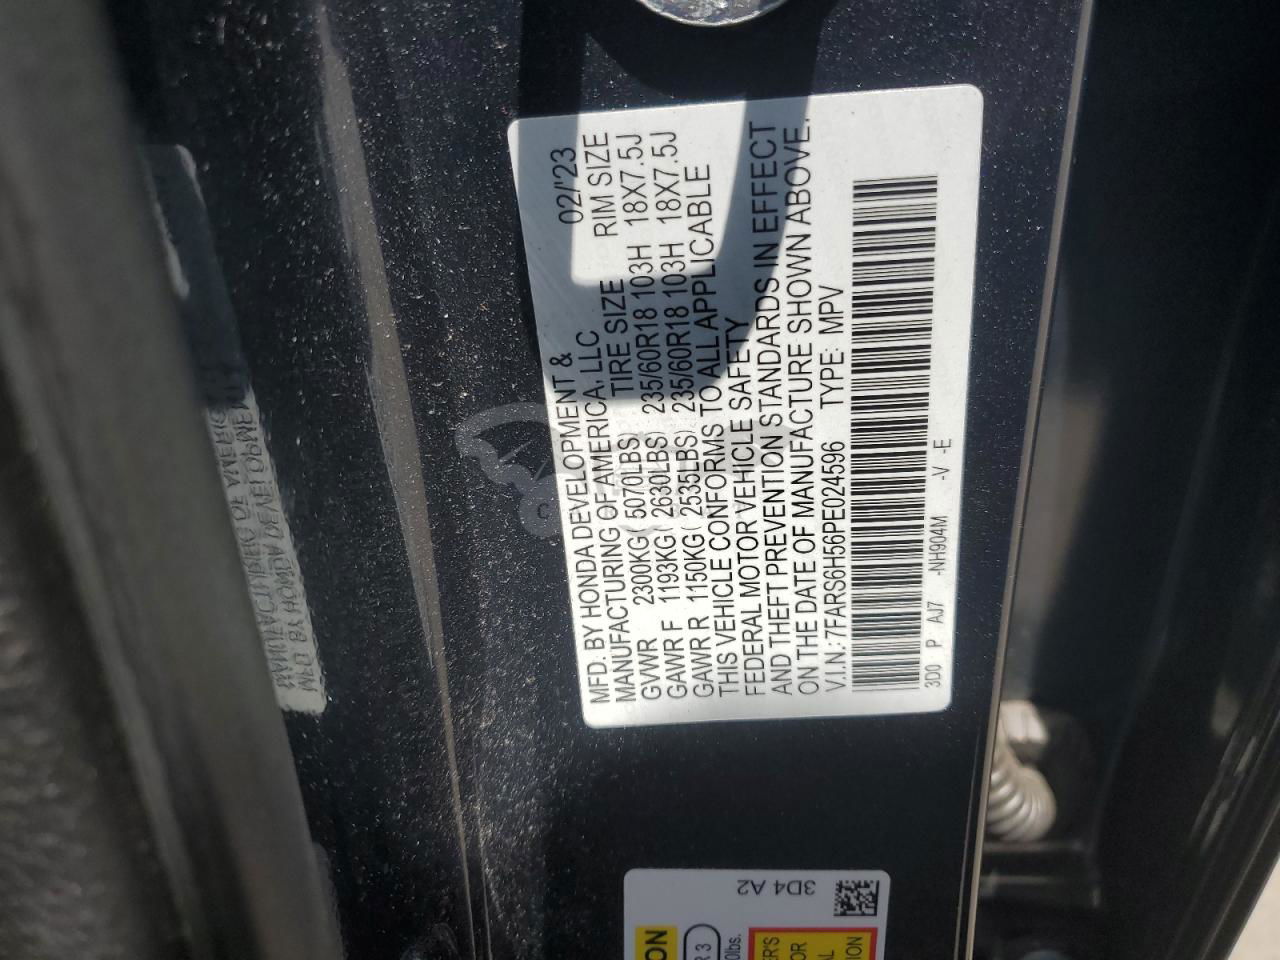 MFD. BY HONDA DEVELOPMENT & 02/'23
MANUFACTURING OF AMERICA, LLC
TIRE SIZE RIM SIZE
GVWR 2300KG( 5070LBS) 235/60R18 103H 18X7.5J
GAWR F 1193KG( 2630LBS) 235/60R18 103H 18X7.5J
GAWR R 1150KG( 2535LBS)
THIS VEHICLE CONFORMS TO ALL APPLICABLE
FEDERAL MOTOR VEHICLE SAFETY
AND THEFT PREVENTION STANDARDS IN EFFECT
ON THE DATE OF MANUFACTURE SHOWN ABOVE.
V.I.N.: 7FARS6H56PE024596 TYPE: MPV
3D0 P AJ7 -NH904M -V -E
3D4 A2